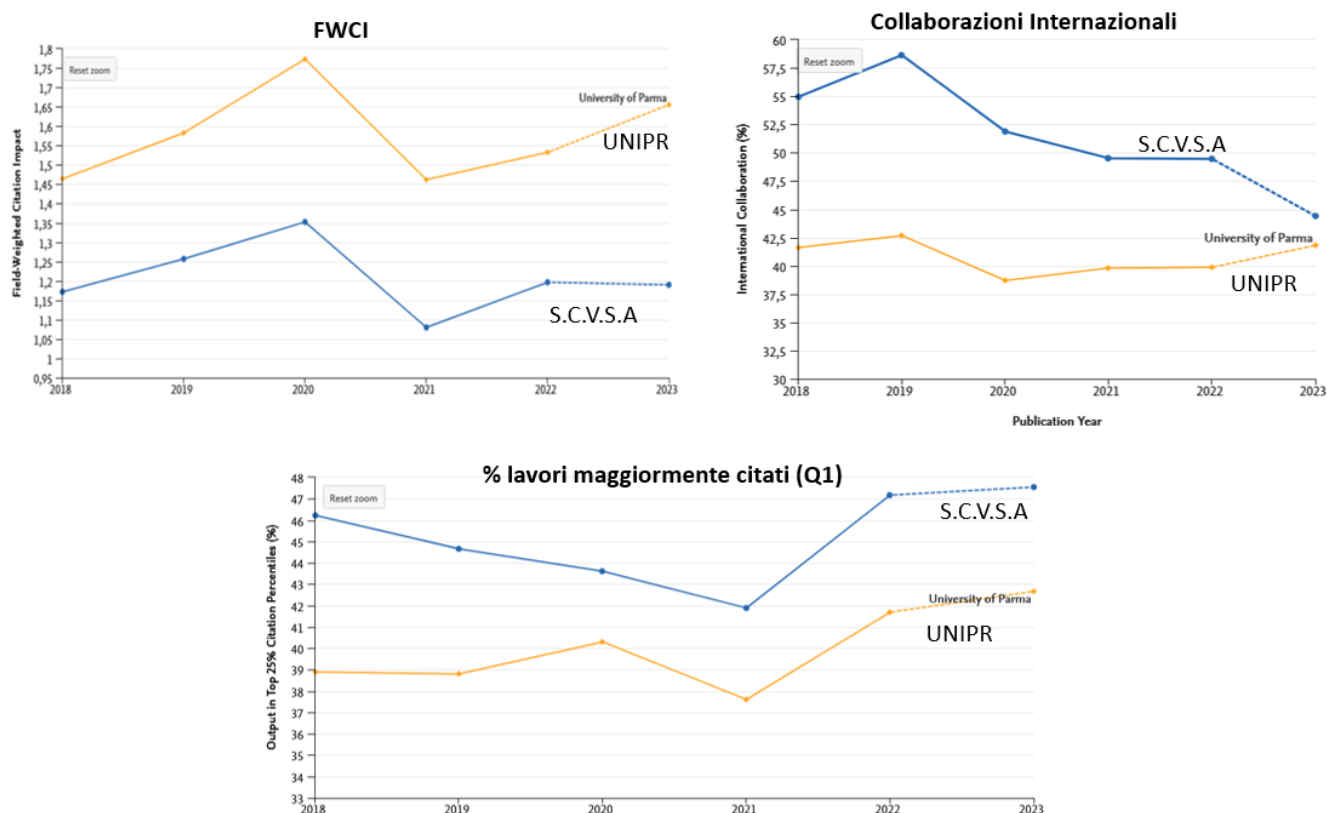 FWCI
Reset zoom
Field-Weighted Citation Impact
1,8
1,75
1,7
1,65
1,6
1,55
1,5
1,45
1,4
1,35
1,3
1,25
1,2
1,15
1,1
1,05
1
0,95
University of Parma
UNIPR
S.C.V.S.A
2018 2019 2020 2021 2022 2023
Collaborazioni Internazionali
Reset zoom
International Collaboration (%)
60
57,5
55
52,5
50
47,5
45
42,5
40
37,5
35
32,5
30
S.C.V.S.A
University of Parma
UNIPR
2018 2019 2020 2021 2022 2023
Publication Year
% lavori maggiormente citati (Q1)
Reset zoom
Output in Top 25% Citation Percentiles (%)
48
47
46
45
44
43
42
41
40
39
38
37
36
35
34
33
S.C.V.S.A
University of Parma
UNIPR
2018 2019 2020 2021 2022 2023